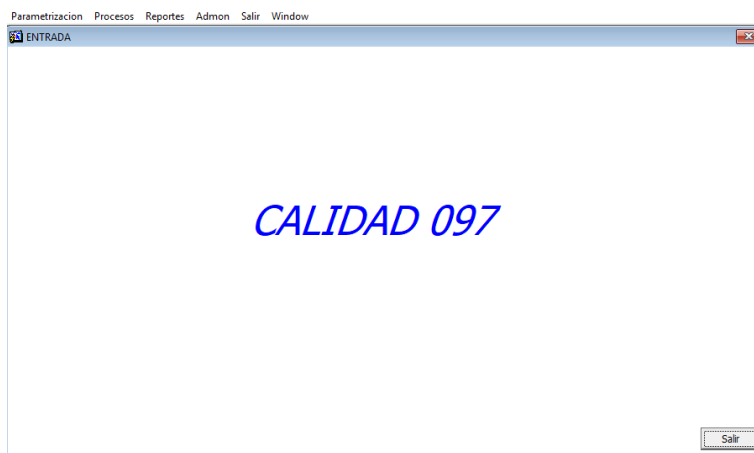 Parametrizacion Procesos Reportes Admon Salir Window
ENTRADA
CALIDAD 097
Salir